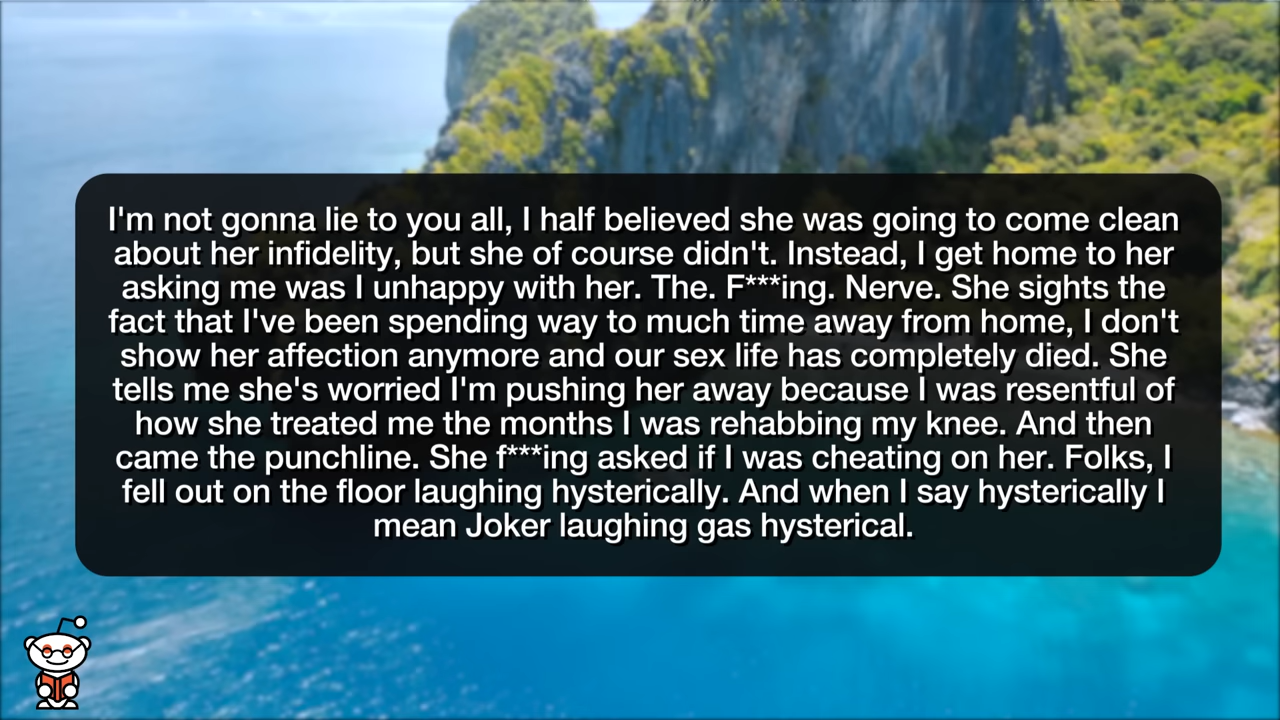 I'm not gonna lie to you all, I half believed she was going to come clean
about her infidelity, but she of course didn't. Instead, I get home to her
asking me was I unhappy with her. The. F***ing. Nerve. She sights the
fact that I've been spending way to much time away from home, I don't
show her affection anymore and our sex life has completely died. She
tells me she's worried I'm pushing her away because I was resentful of
how she treated me the months I was rehabbing my knee. And then
came the punchline. She f***ing asked if I was cheating on her. Folks, I
fell out on the floor laughing hysterically. And when I say hysterically I
mean Joker laughing gas hysterical.